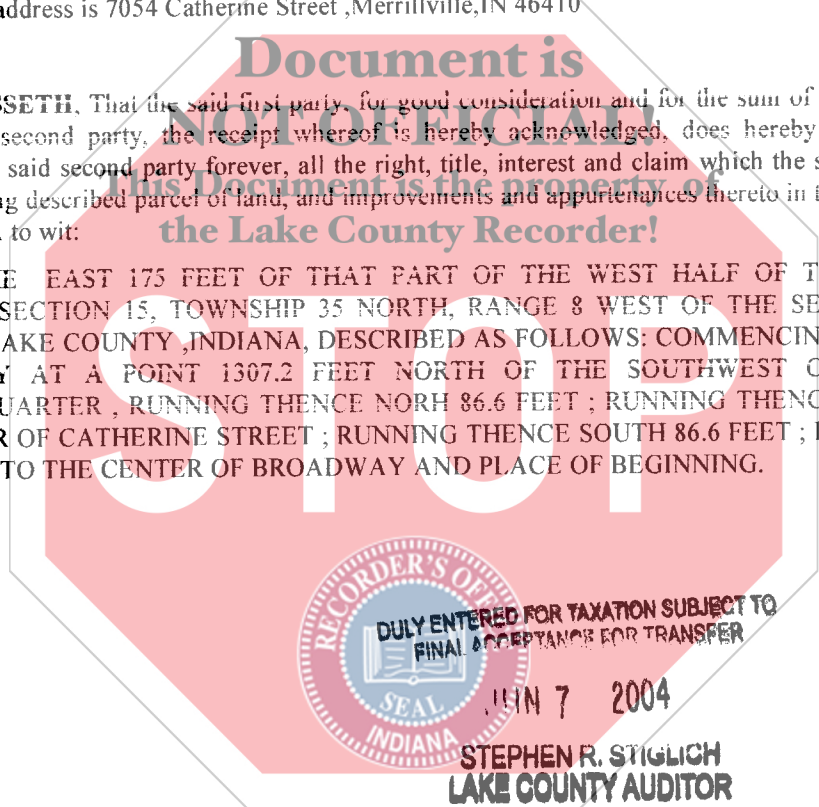 address is 7054 Catherine Street ,Merrillville,IN 46410
Document is
SSETH, That the said first party, for good consideration and for the sum of
NOT OFFICIAL!
second party, the receipt whereof is hereby acknowledged, does hereby
said second party forever, all the right, title, interest and claim which the s
This Document is the property of
g described parcel of land, and improvements and appurtenances thereto in t
to wit:
the Lake County Recorder!
E EAST 175 FEET OF THAT PART OF THE WEST HALF OF T
SECTION 15, TOWNSHIP 35 NORTH, RANGE 8 WEST OF THE SE
AKE COUNTY ,INDIANA, DESCRIBED AS FOLLOWS: COMMENCIN
Y AT A POINT 1307.2 FEET NORTH OF THE SOUTHWEST C
UARTER , RUNNING THENCE NORH 86.6 FEET ; RUNNING THENC
R OF CATHERINE STREET ; RUNNING THENCE SOUTH 86.6 FEET ;
TO THE CENTER OF BROADWAY AND PLACE OF BEGINNING.
STOP
RECORDER'S OFFICE
SEAL
INDIANA
DULY ENTERED FOR TAXATION SUBJECT TO
FINAL ACCEPTANCE FOR TRANSFER
JUN 7 2004
STEPHEN R. STIGLICH
LAKE COUNTY AUDITOR